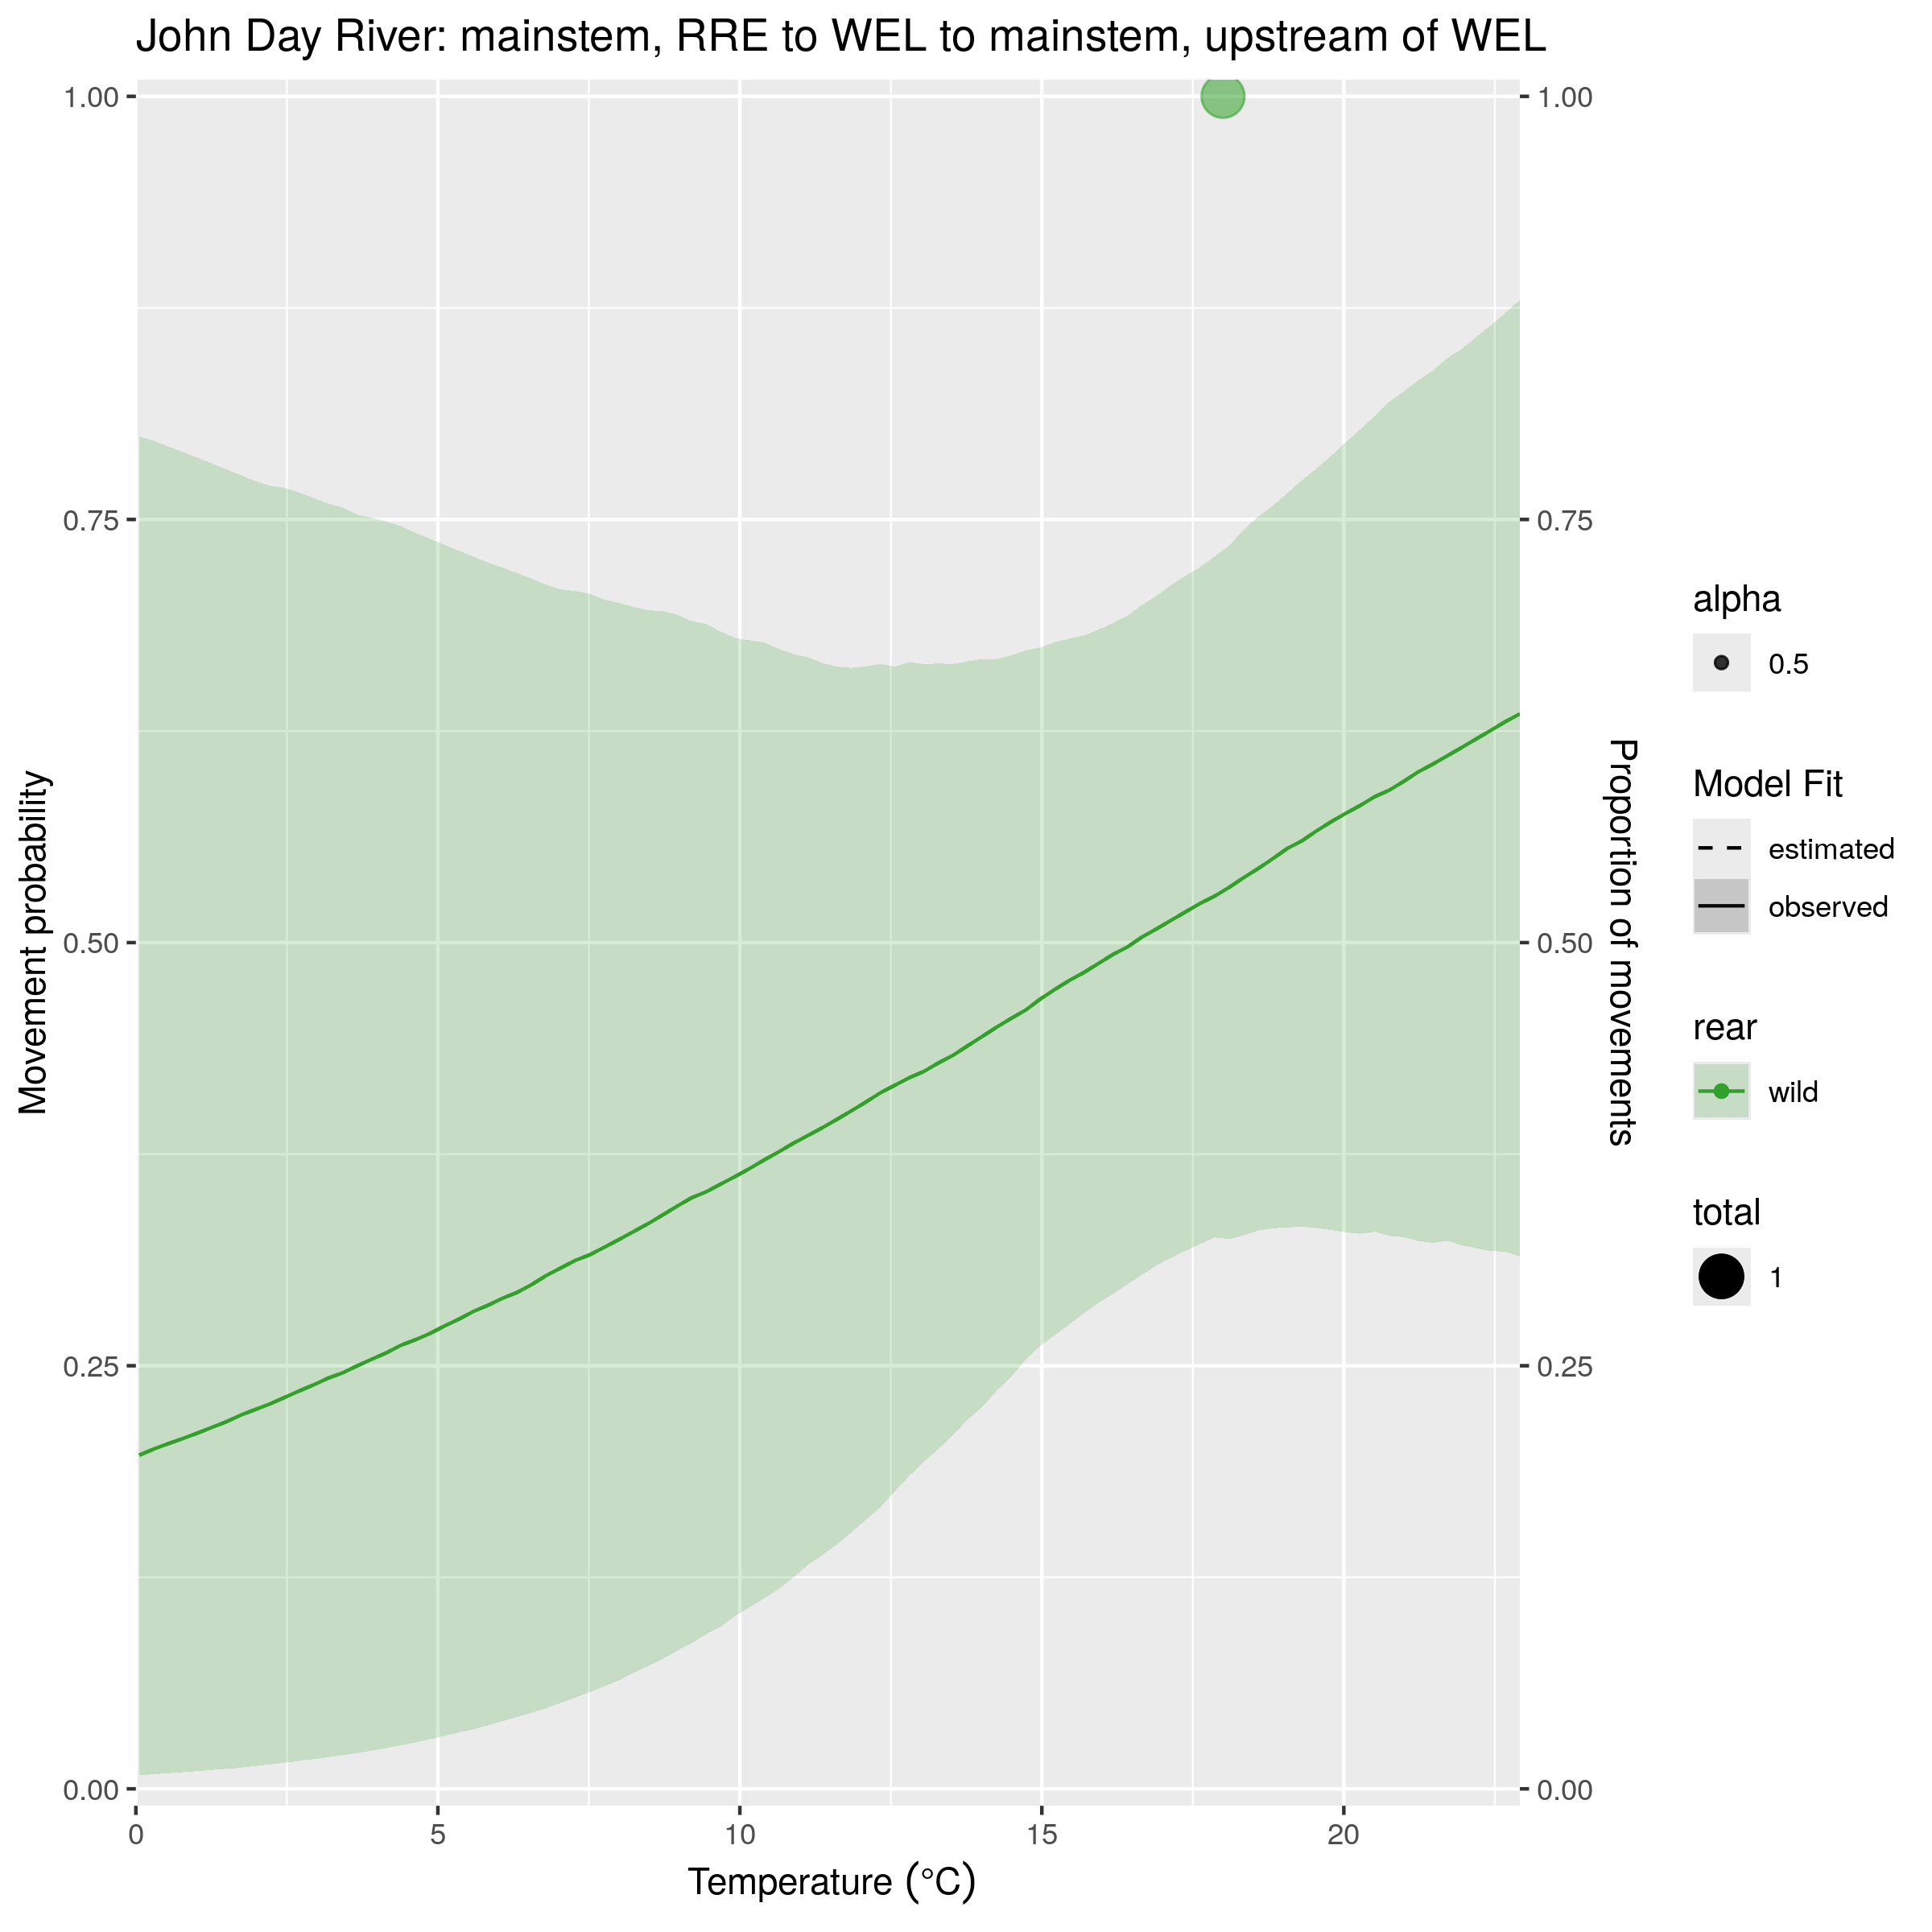 John Day River: mainstem, RRE to WEL to mainstem, upstream of WEL
1.00
0.75
0.50
0.25
0.00
Movement probability
0
5
10
15
20
Temperature (°C)
1.00
0.75
0.50
0.25
0.00
Proportion of movements
alpha
0.5
Model Fit
estimated
observed
rear
wild
total
1